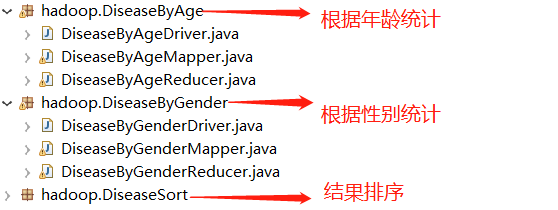 hadoop.DiseaseByAge 根据年龄统计
DiseaseByAgeDriver.java
DiseaseByAgeMapper.java
DiseaseByAgeReducer.java
hadoop.DiseaseByGender 根据性别统计
DiseaseByGenderDriver.java
DiseaseByGenderMapper.java
DiseaseByGenderReducer.java
hadoop.DiseaseSort 结果排序